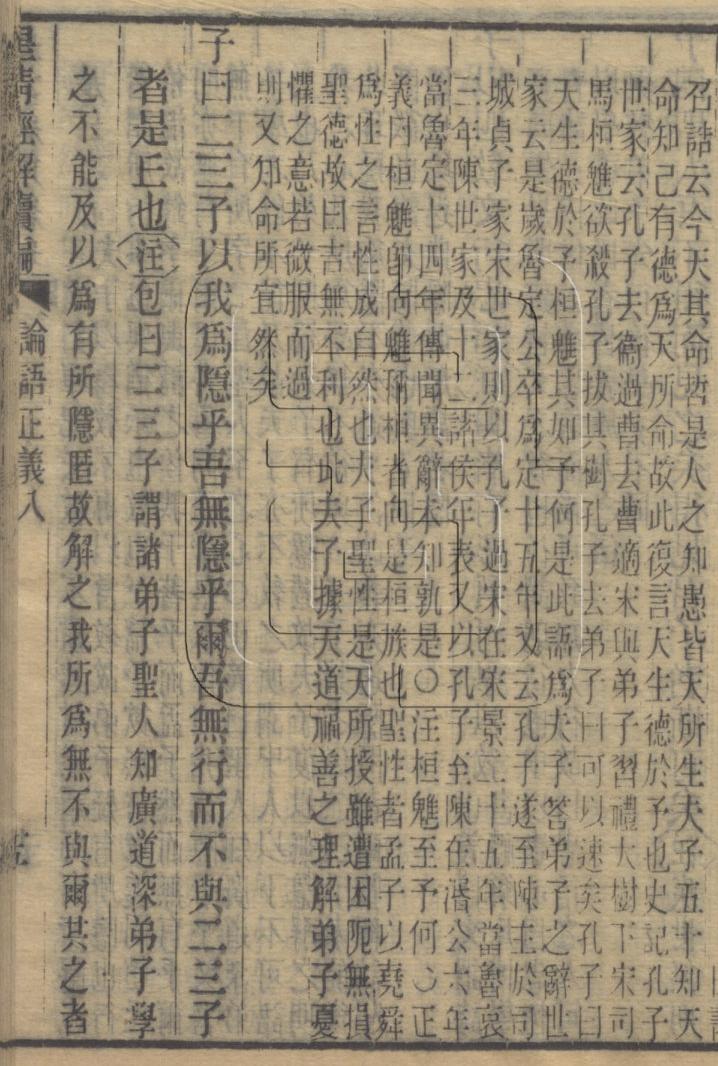 召誥云今天其命哲是人之知愚皆天所生夫子五十知天
命知己有德爲天所命故此復言天生德於予也史記孔子
世家云孔子去衞過曹去曹適宋與弟子習禮大樹下宋司
馬桓魋欲殺孔子拔其樹孔子去弟子曰可以速矣孔子曰
天生德於予桓魋其如予何是此語爲夫子答弟子之辭世
家云是歲魯定公卒爲定十五年又云孔子遂至陳主於司
城貞子家宋世家則以孔子過宋在宋景二十五年當魯哀
三年陳世家及十二諸侯年表又以孔子至陳在湣公六年
當魯定十四年傳聞異辭未知孰是〇注桓魋至予何〇正
義曰桓魋卽向魋稱桓者向是桓族也聖性者孟子以堯舜
爲性之言性成自然也夫子聖性是天所授雖遭困阨無損
聖德故曰吉無不利也此夫子據天道福善之理解弟子憂
懼之意若微服而過
則又知命所宜然矣
子曰二三子以我爲隱乎吾無隱乎爾吾無行而不與二三子
者是丘也注包曰二三子謂諸弟子聖人知廣道深弟子學
之不能及以爲有所隱匿故解之我所爲無不與爾共之者
皇淸經解續編 論語正義八